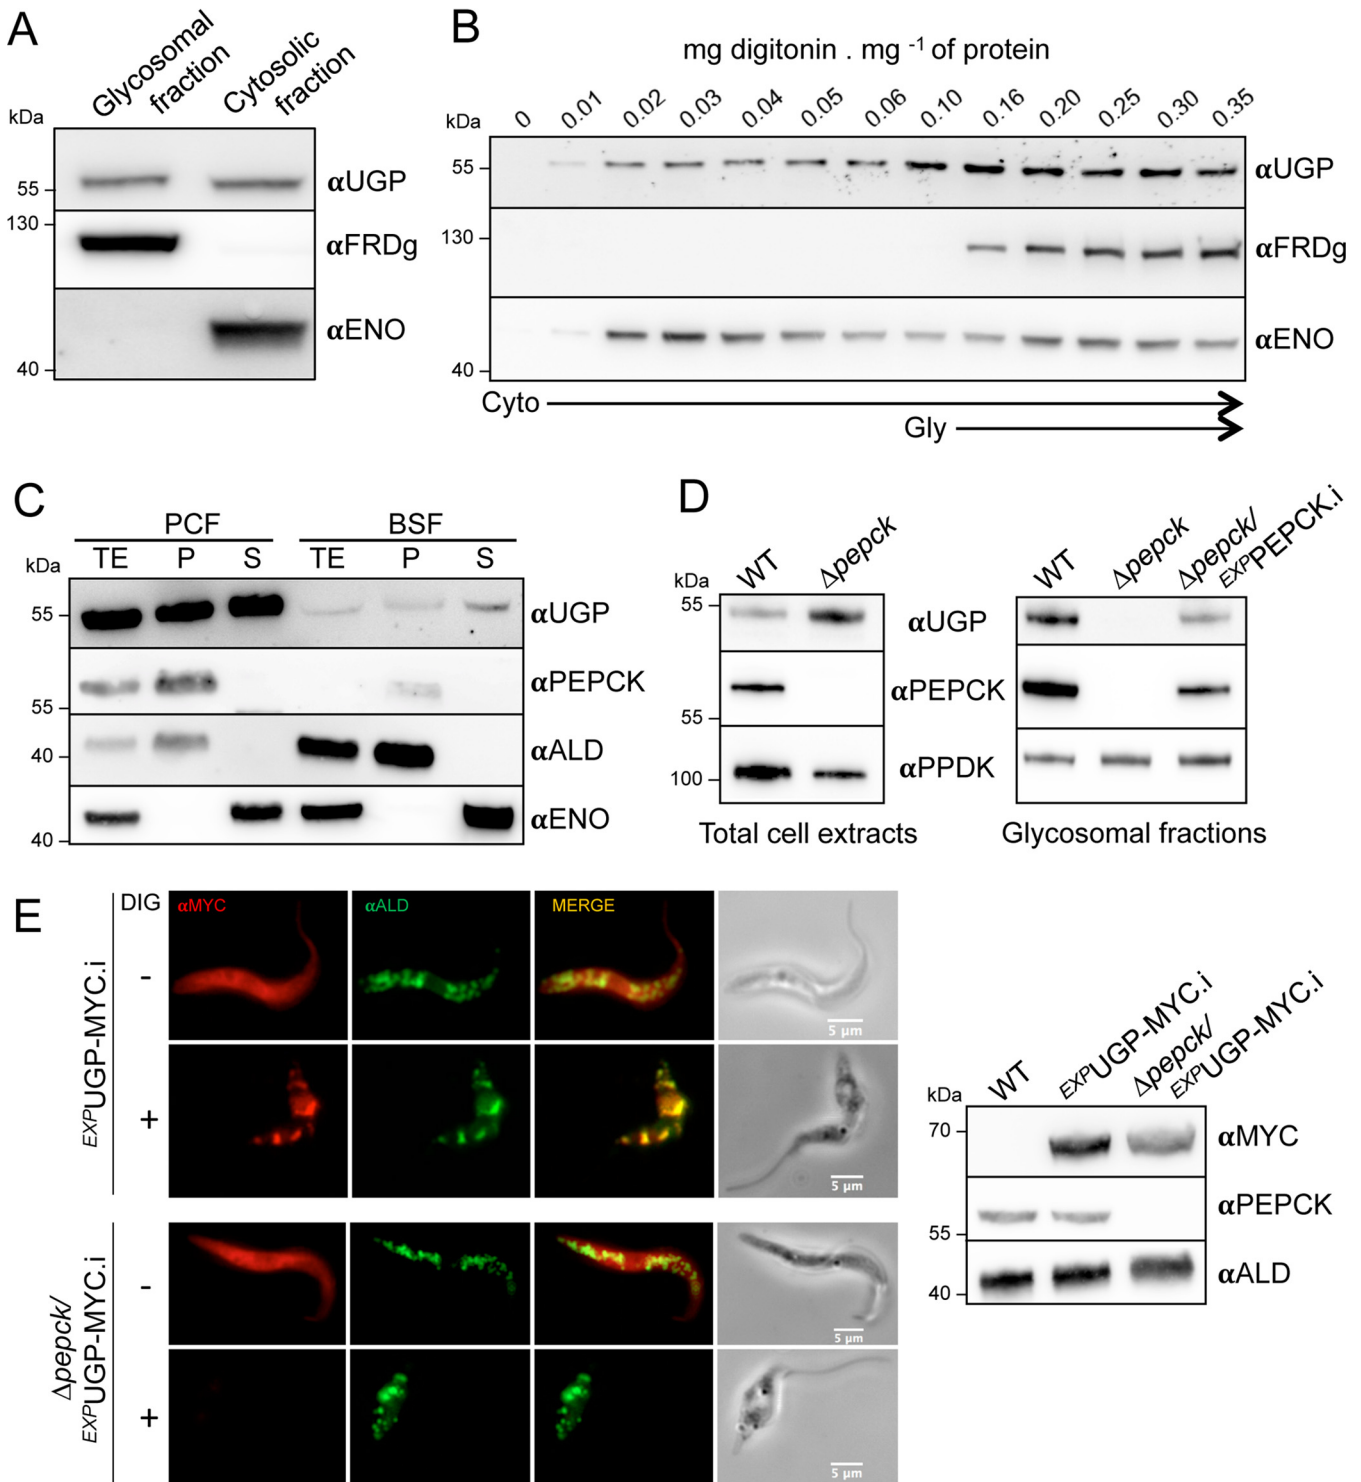 A
Glycosomal
fraction
Cytosolic
fraction
kDa
55
130
40
αUGP
αFRDg
αENO
B
mg digitonin . mg -1 of protein
kDa
0 0.01 0.02 0.03 0.04 0.05 0.06 0.10 0.16 0.20 0.25 0.30 0.35
55
130
40
αUGP
αFRDg
αENO
Cyto
Gly
C
PCF BSF
kDa TE P S TE P S
55
55
40
40
αUGP
αPEPCK
αALD
αENO
D
kDa
WT
Δpepck
WT
Δpepck
Δpepck/
EXPPEPCK.i
55
55
100
αUGP
αPEPCK
αPPDK
Total cell extracts
Glycosomal fractions
E
DIG
αMYC
αALD
MERGE
EXPUGP-MYC.i
-
5 µm
+
5 µm
Δpepck/
EXPUGP-MYC.i
-
5 µm
+
5 µm
kDa
WT
EXPUGP-MYC.i
Δpepck/
EXPUGP-MYC.i
70
55
40
αMYC
αPEPCK
αALD